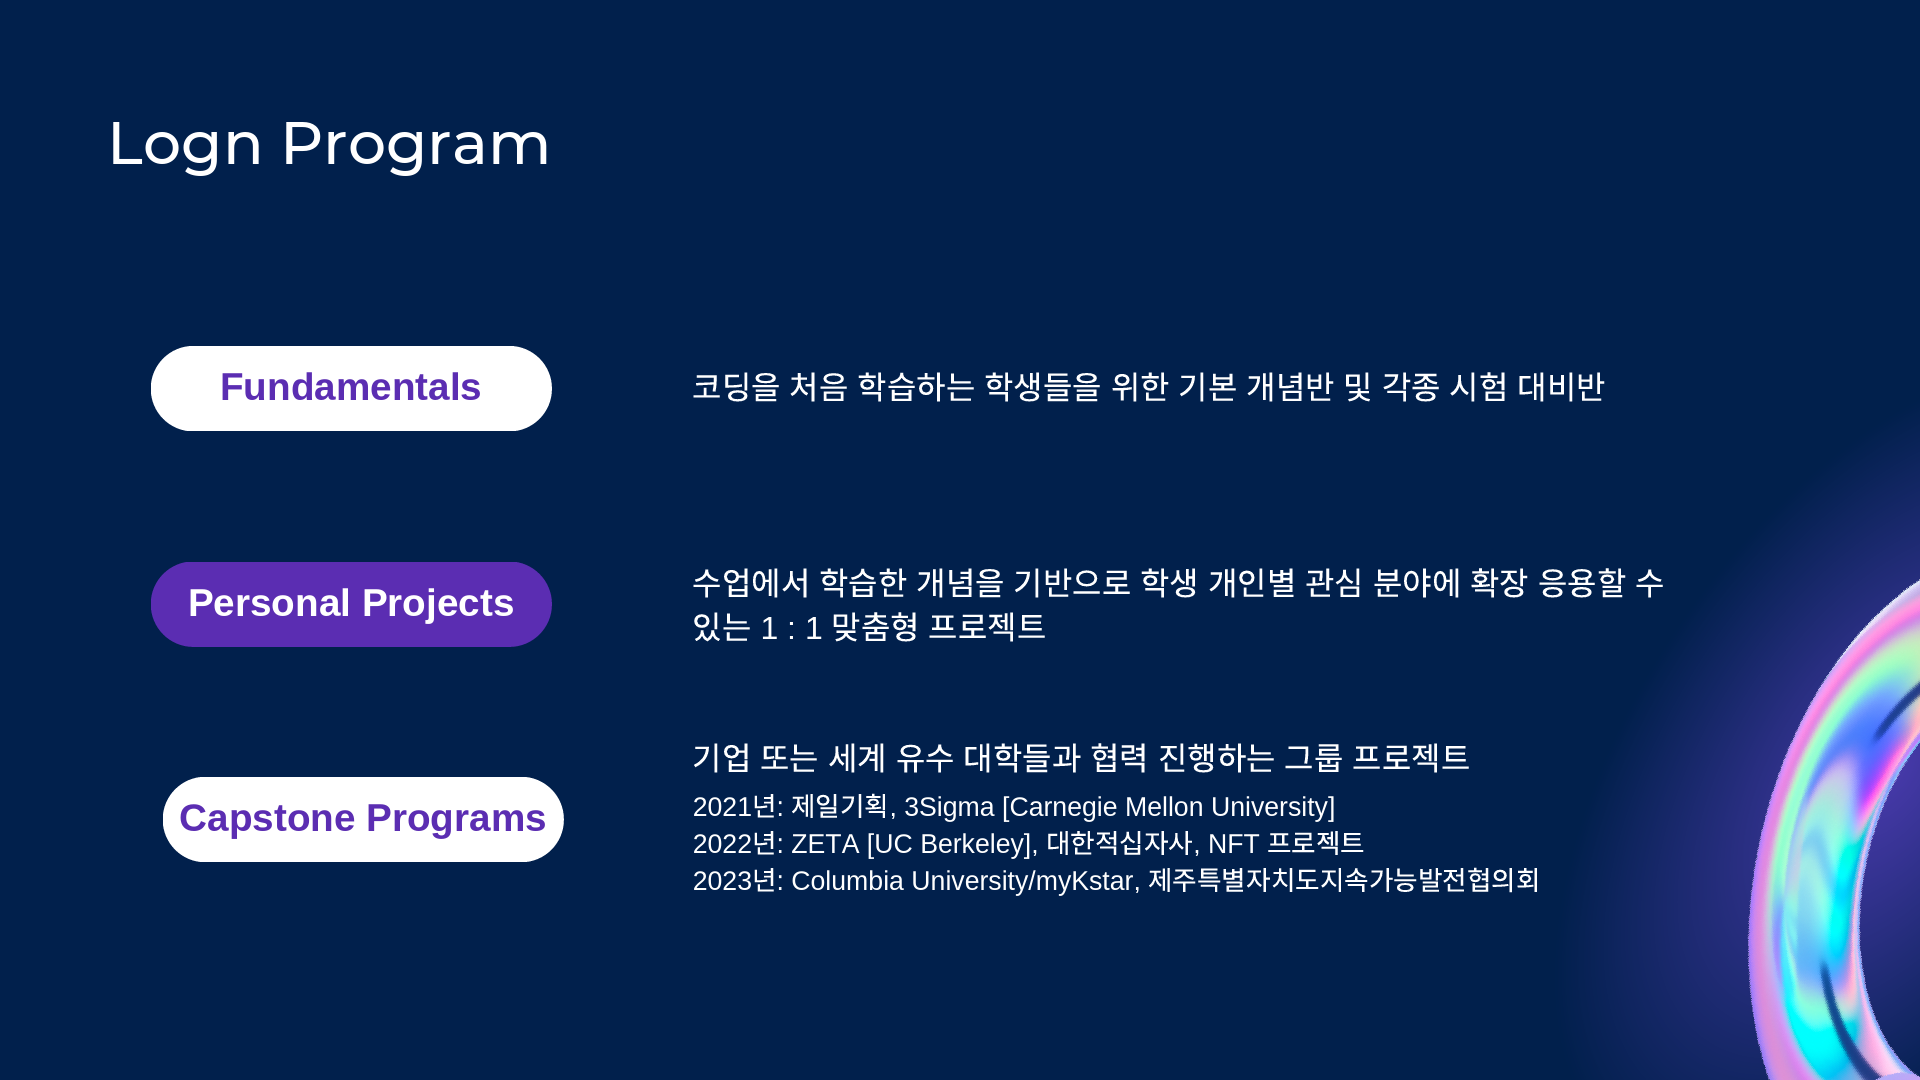 Logn Program
Fundamentals
코딩을 처음 학습하는 학생들을 위한 기본 개념반 및 각종 시험 대비반
Personal Projects
수업에서 학습한 개념을 기반으로 학생 개인별 관심 분야에 확장 응용할 수
있는 1 : 1 맞춤형 프로젝트
Capstone Programs
기업 또는 세계 유수 대학들과 협력 진행하는 그룹 프로젝트
2021년: 제일기획, 3Sigma [Carnegie Mellon University]
2022년: ZETA [UC Berkeley], 대한적십자사, NFT 프로젝트
2023년: Columbia University/myKstar, 제주특별자치도지속가능발전협의회